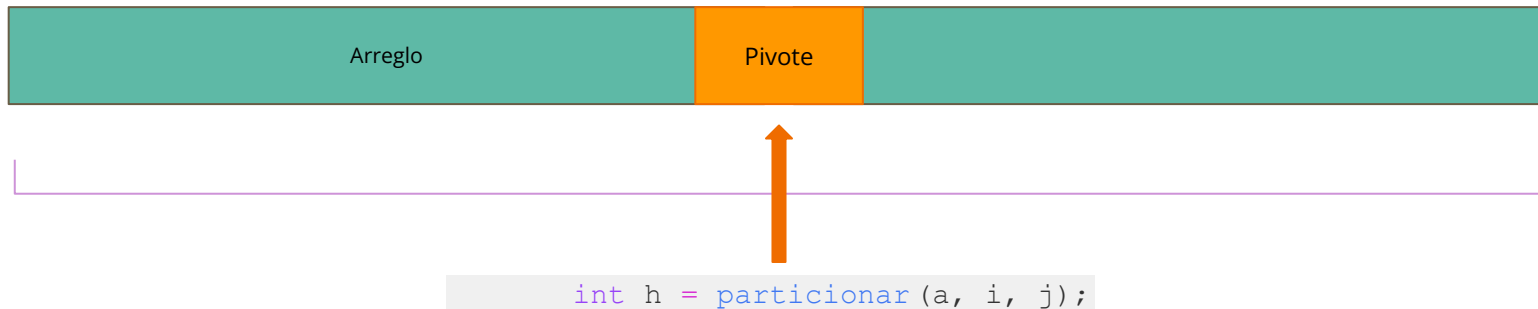 Arreglo Pivote
int h = particionar(a, i, j);